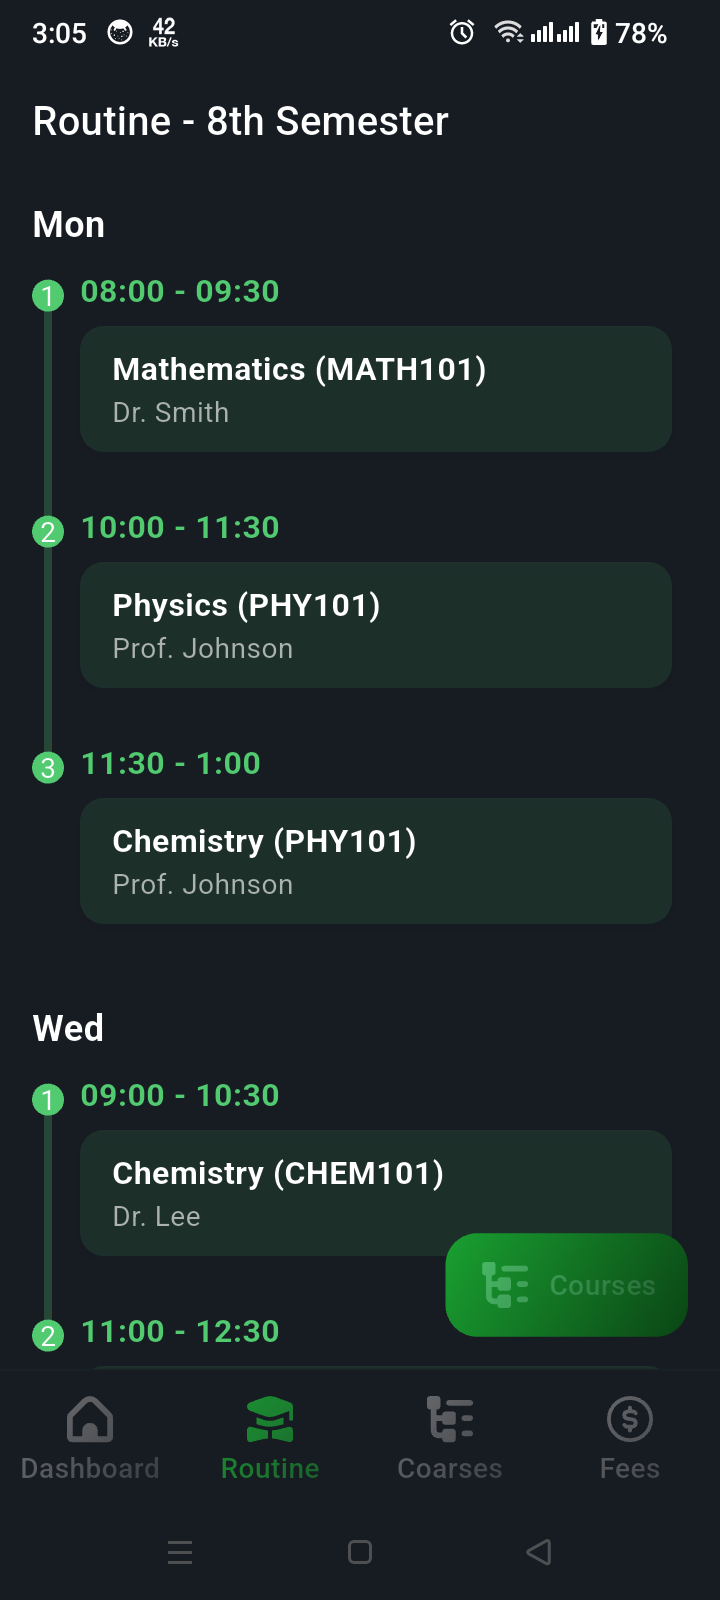 3:05 42 KB/s 78%
Routine - 8th Semester
Mon
1 08:00 - 09:30
Mathematics (MATH101)
Dr. Smith
2 10:00 - 11:30
Physics (PHY101)
Prof. Johnson
3 11:30 - 1:00
Chemistry (PHY101)
Prof. Johnson
Wed
1 09:00 - 10:30
Chemistry (CHEM101)
Dr. Lee
Courses
2 11:00 - 12:30
Dashboard Routine Coarses Fees